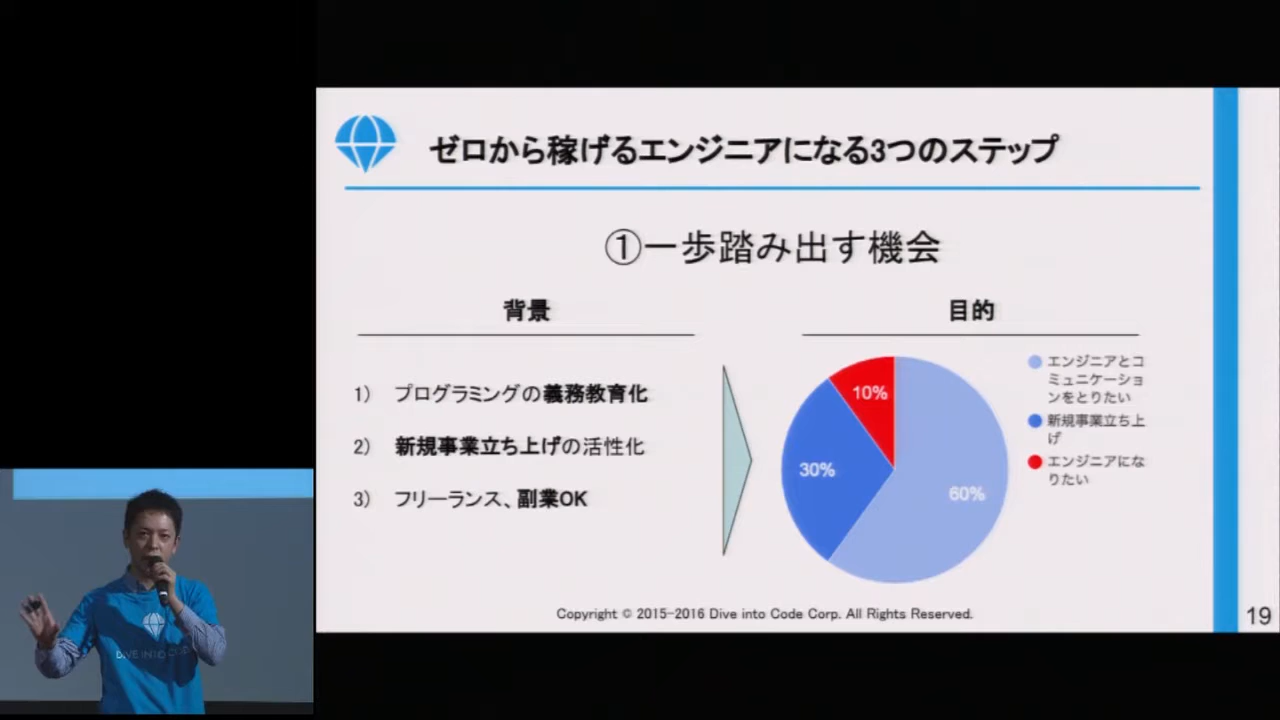 ゼロから稼げるエンジニアになる3つのステップ
①一歩踏み出す機会
背景
1) プログラミングの義務教育化
2) 新規事業立ち上げの活性化
3) フリーランス、副業OK
目的
10%
30%
60%
エンジニアとコ
ミュニケーショ
ンをとりたい
新規事業立ち上
げ
エンジニアにな
りたい
Copyright © 2015-2016 Dive into Code Corp. All Rights Reserved.
19
DIVE INTO CODE